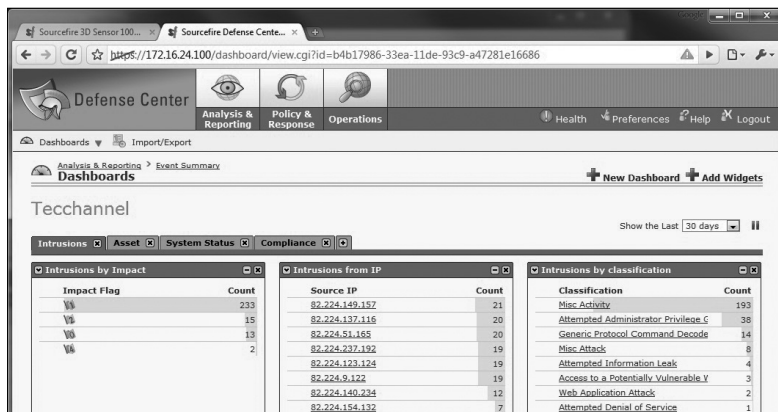 Google
Sourcefire 3D Sensor 100... × Sourcefire Defense Cente... × +
https://172.16.24.100/dashboard/view.cgi?id=b4b17986-33ea-11de-93c9-a47281e16686
Defense Center
Analysis & Reporting Policy & Response Operations
Health Preferences Help Logout
Dashboards Import/Export
Analysis & Reporting > Event Summary
Dashboards
New Dashboard Add Widgets
Tecchannel
Show the Last 30 days
Intrusions Asset System Status Compliance
Intrusions by Impact
Impact Flag Count
233
15
13
2
Intrusions from IP
Source IP Count
82.224.149.157 21
82.224.137.116 20
82.224.51.165 20
82.224.237.192 19
82.224.123.124 19
82.224.9.122 19
82.224.140.234 12
82.224.154.132 7
Intrusions by classification
Classification Count
Misc Activity 193
Attempted Administrator Privilege G 38
Generic Protocol Command Decode 14
Misc Attack 8
Attempted Information Leak 4
Access to a Potentially Vulnerable V 3
Web Application Attack 2
Attempted Denial of Service 1